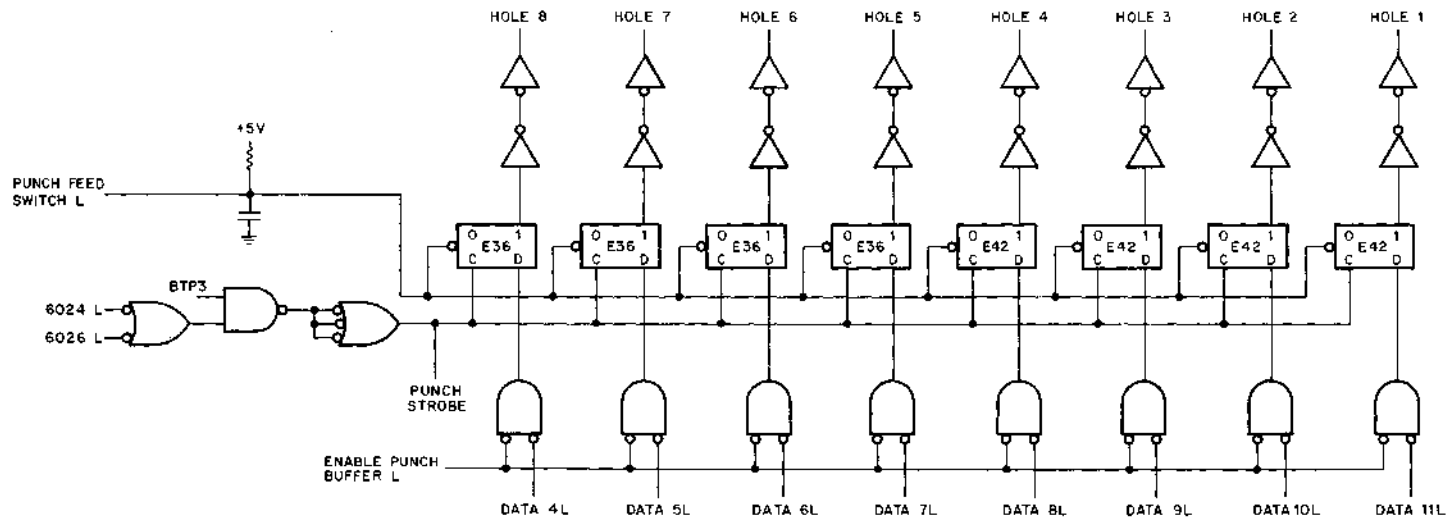 HOLE 8 HOLE 7 HOLE 6 HOLE 5 HOLE 4 HOLE 3 HOLE 2 HOLE 1
+5V
PUNCH FEED
SWITCH L
0 1 0 1 0 1 0 1 0 1 0 1 0 1 0 1
E36 E36 E36 E36 E42 E42 E42 E42
C D C D C D C D C D C D C D C D
BTP3
6024 L
6026 L
PUNCH
STROBE
ENABLE PUNCH
BUFFER L
DATA 4L DATA 5L DATA 6L DATA 7L DATA 8L DATA 9L DATA 10L DATA 11L